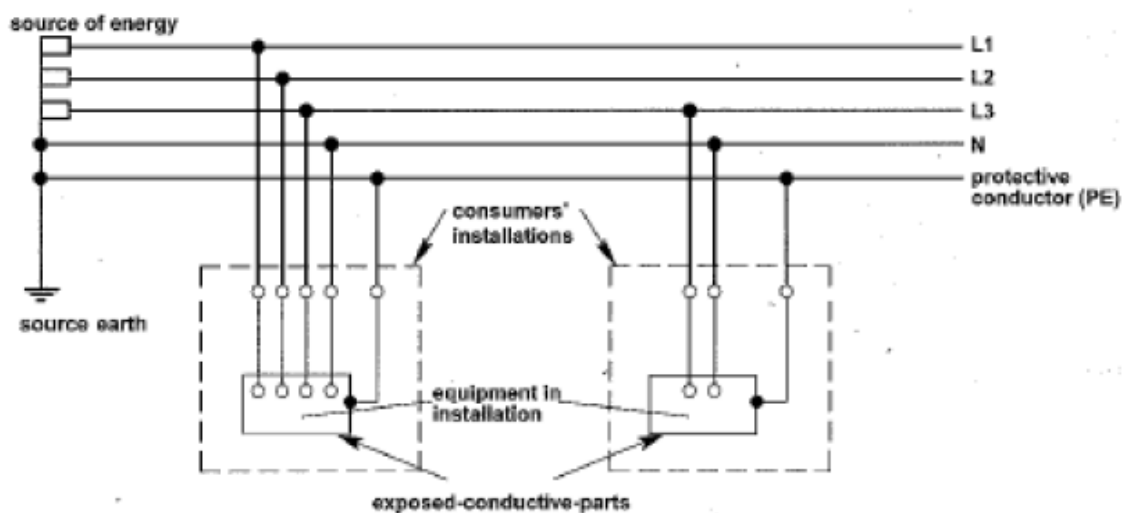 source of energy
L1
L2
L3
N
protective
conductor (PE)
consumers'
installations
source earth
equipment in
installation
exposed-conductive-parts